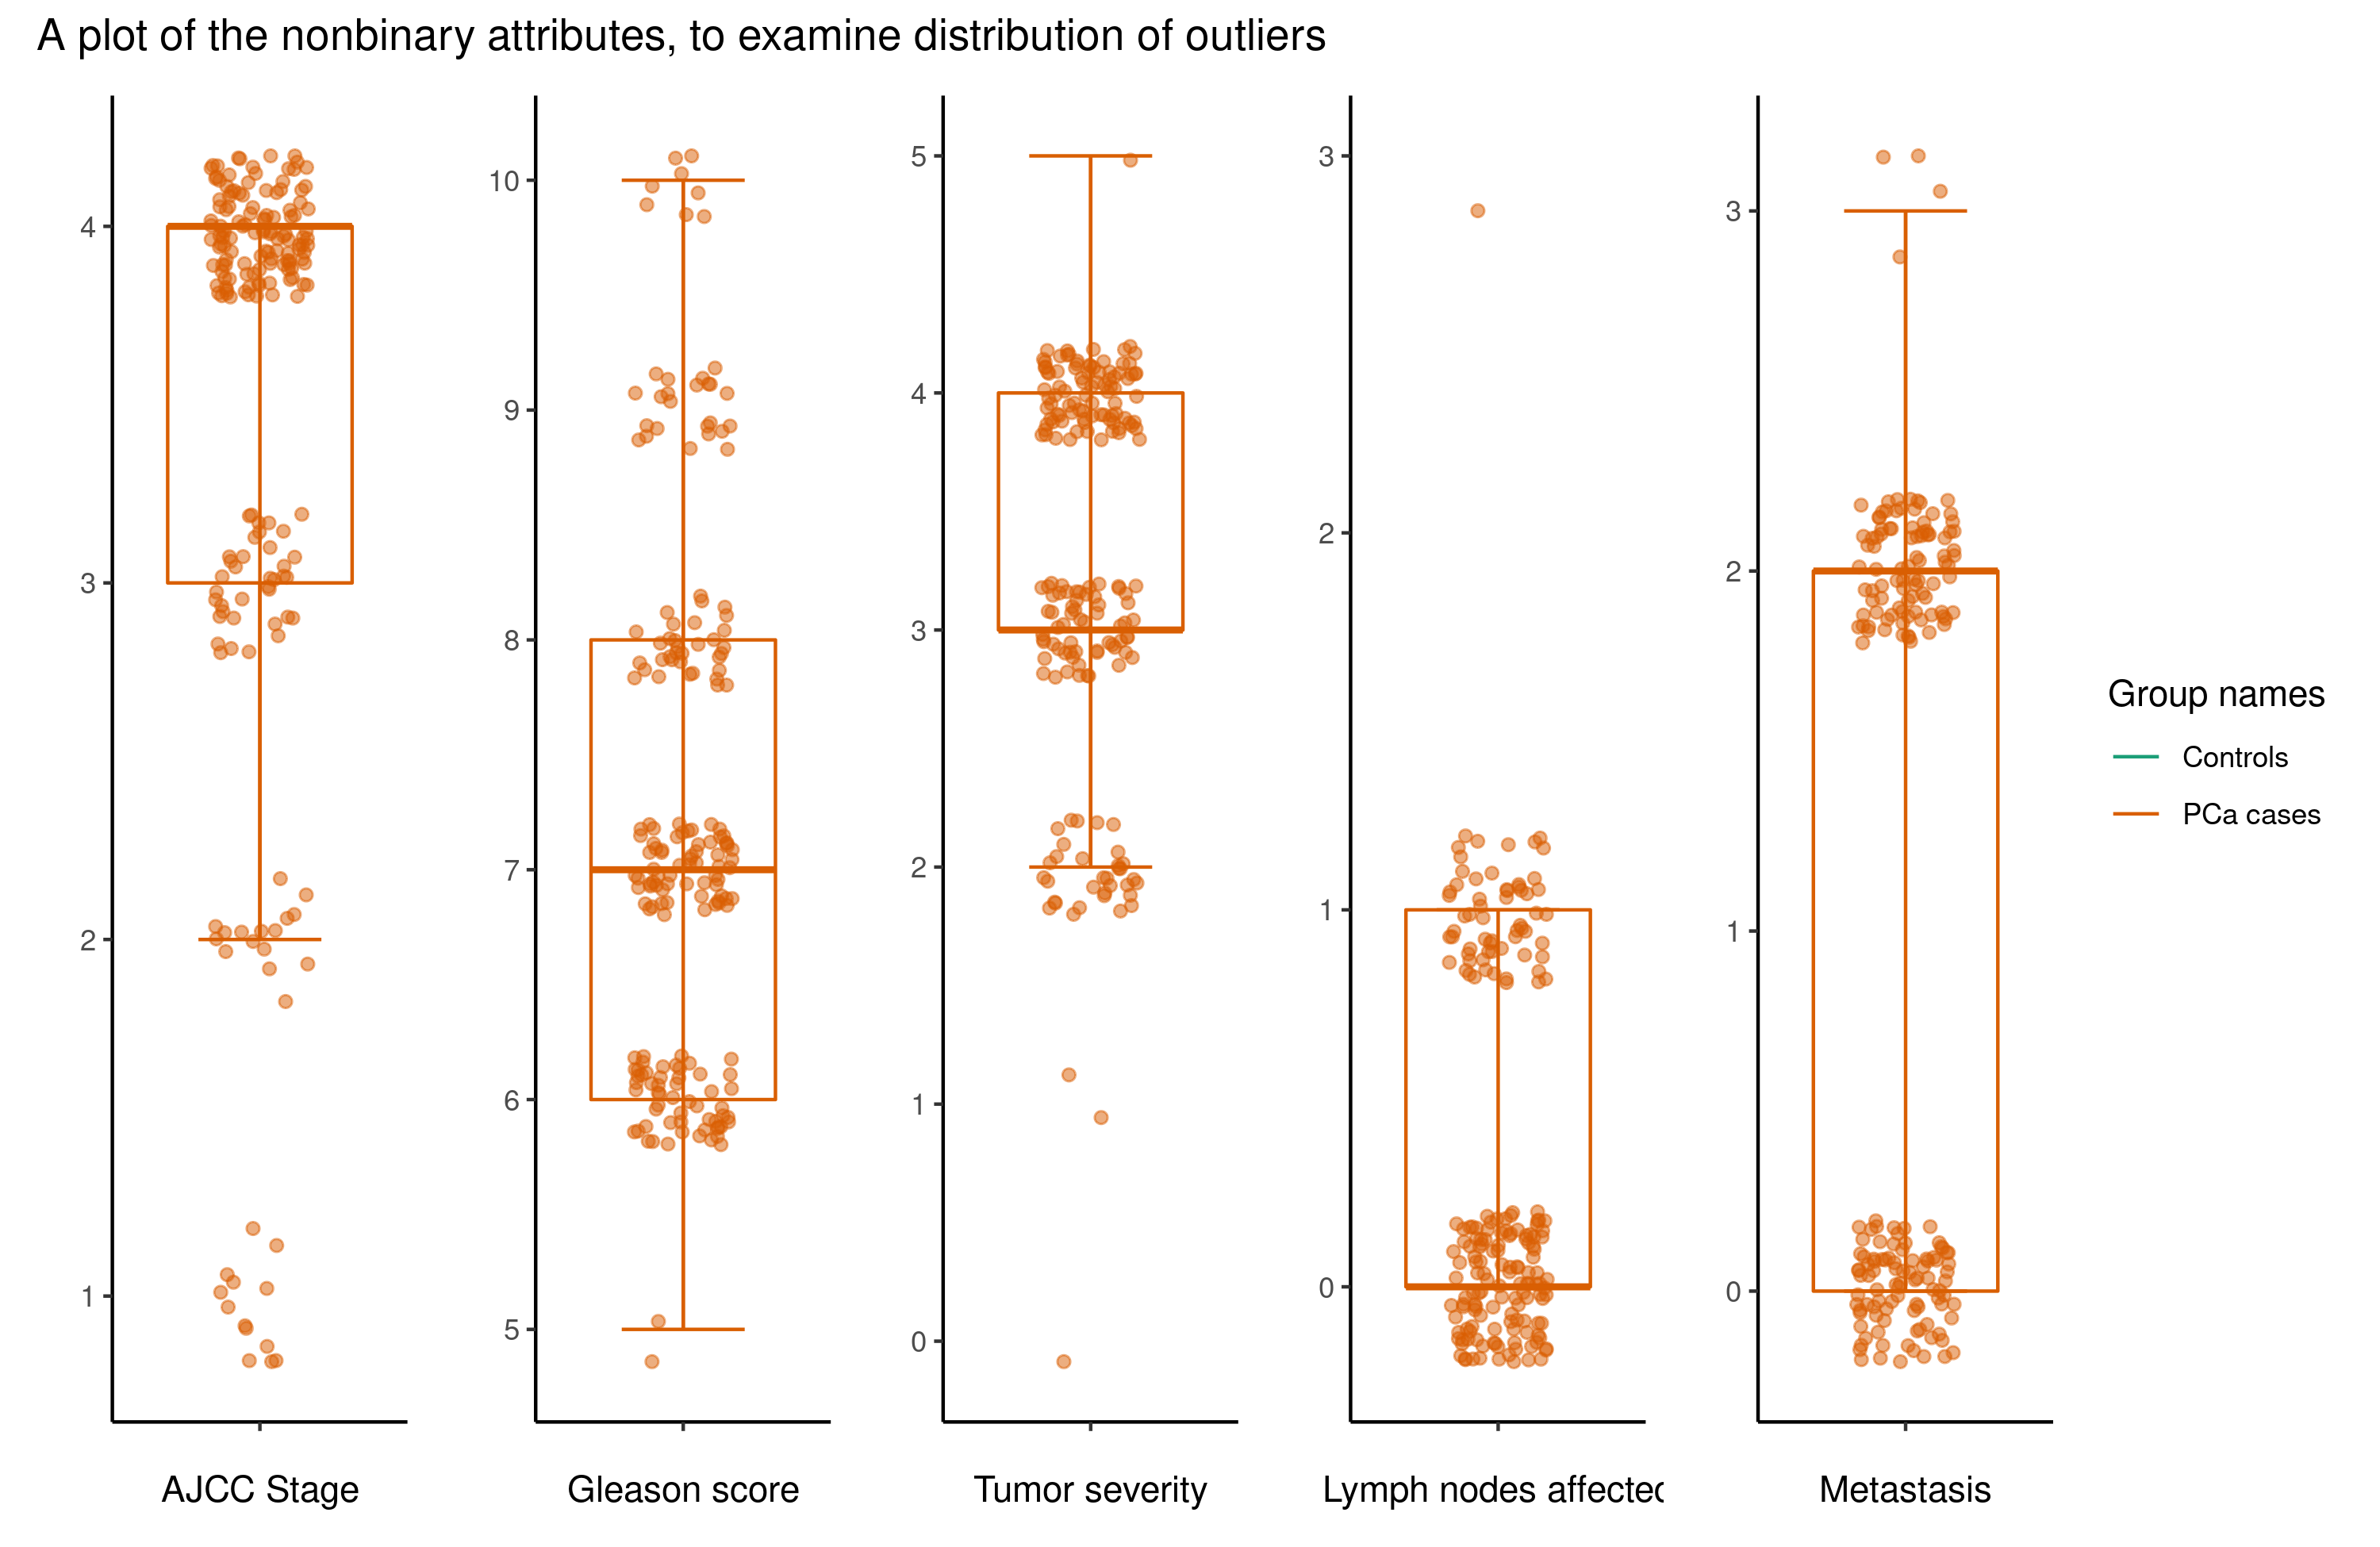 A plot of the nonbinary attributes, to examine distribution of outliers
4
3
2
1
10
9
8
7
6
5
5
4
3
2
1
0
3
2
1
0
3
2
1
0
AJCC Stage
Gleason score
Tumor severity
Lymph nodes affected
Metastasis
Group names
Controls
PCa cases